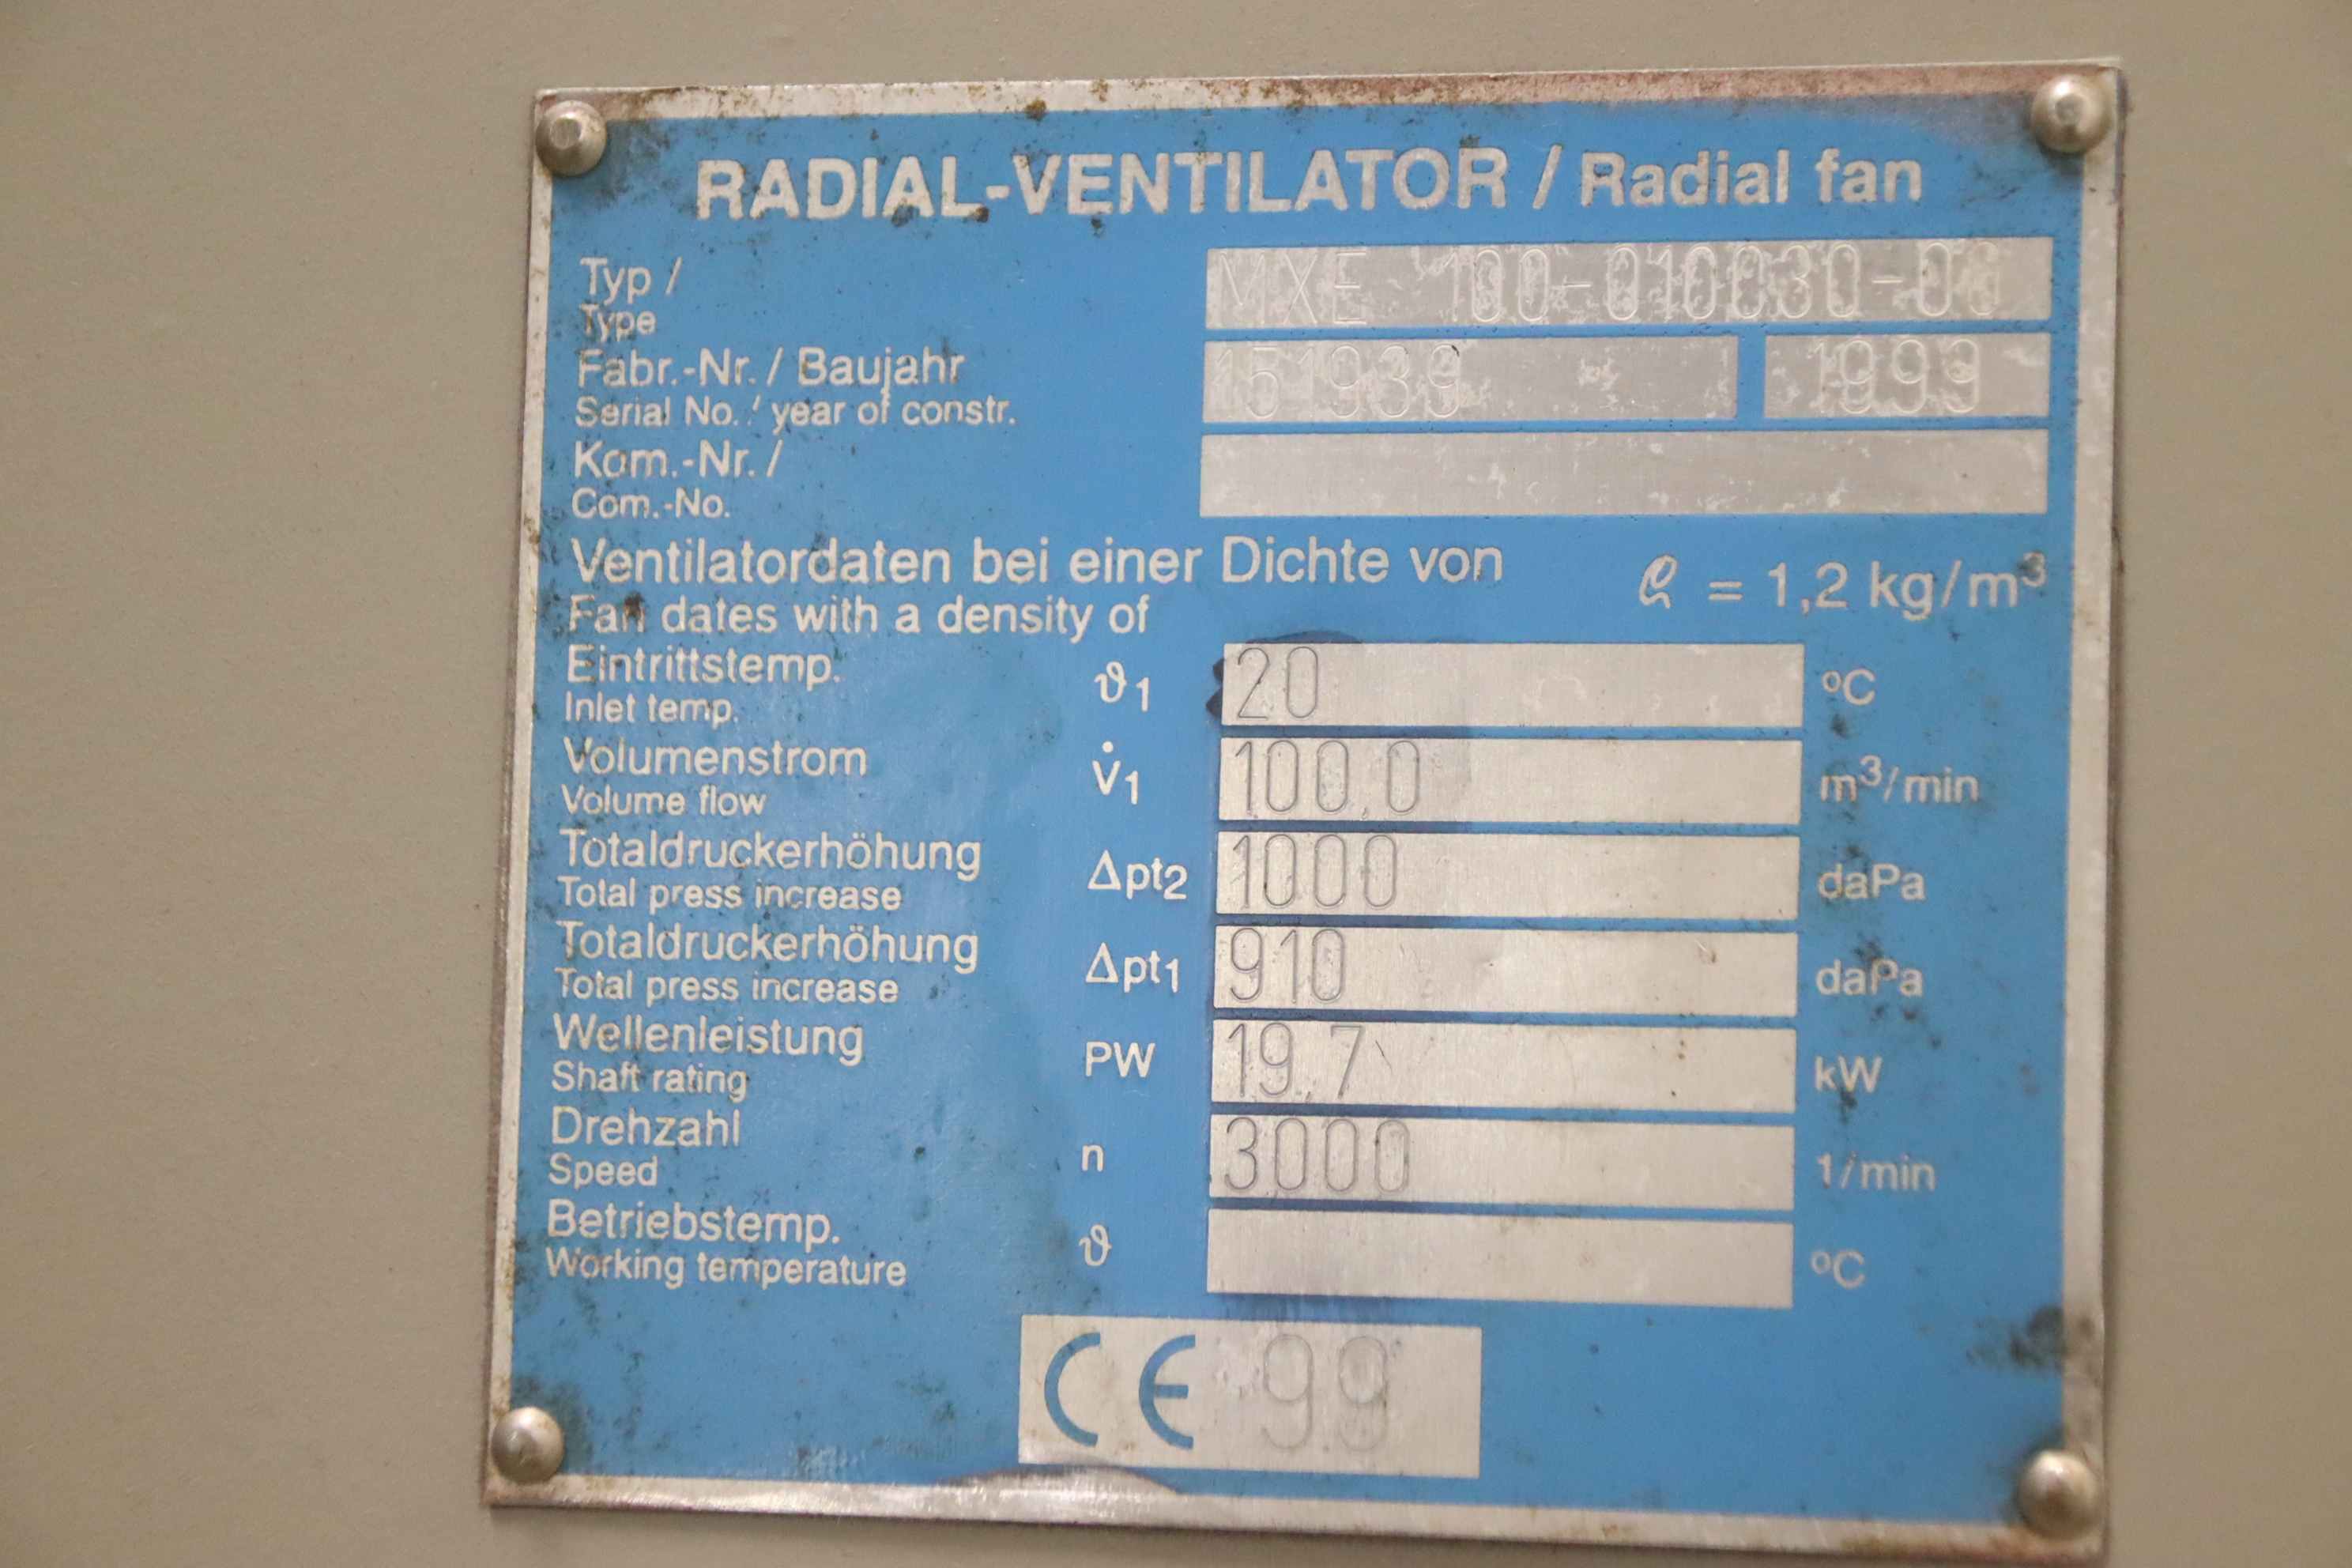 RADIAL-VENTILATOR / Radial fan
Typ / MXE 100-010030-00
Type
Fabr.-Nr. / Baujahr 151939 1999
Serial No. / year of constr.
Kom.-Nr. /
Com.-No.
Ventilatordaten bei einer Dichte von ϱ = 1,2 kg/m³
Fan dates with a density of
Eintrittstemp. ϑ1 20 °C
Inlet temp.
Volumenstrom V̇1 100,0 m³/min
Volume flow
Totaldruckerhöhung Δpt2 1000 daPa
Total press increase
Totaldruckerhöhung Δpt1 910 daPa
Total press increase
Wellenleistung PW 19,7 kW
Shaft rating
Drehzahl n 3000 1/min
Speed
Betriebstemp. ϑ °C
Working temperature
CE 99